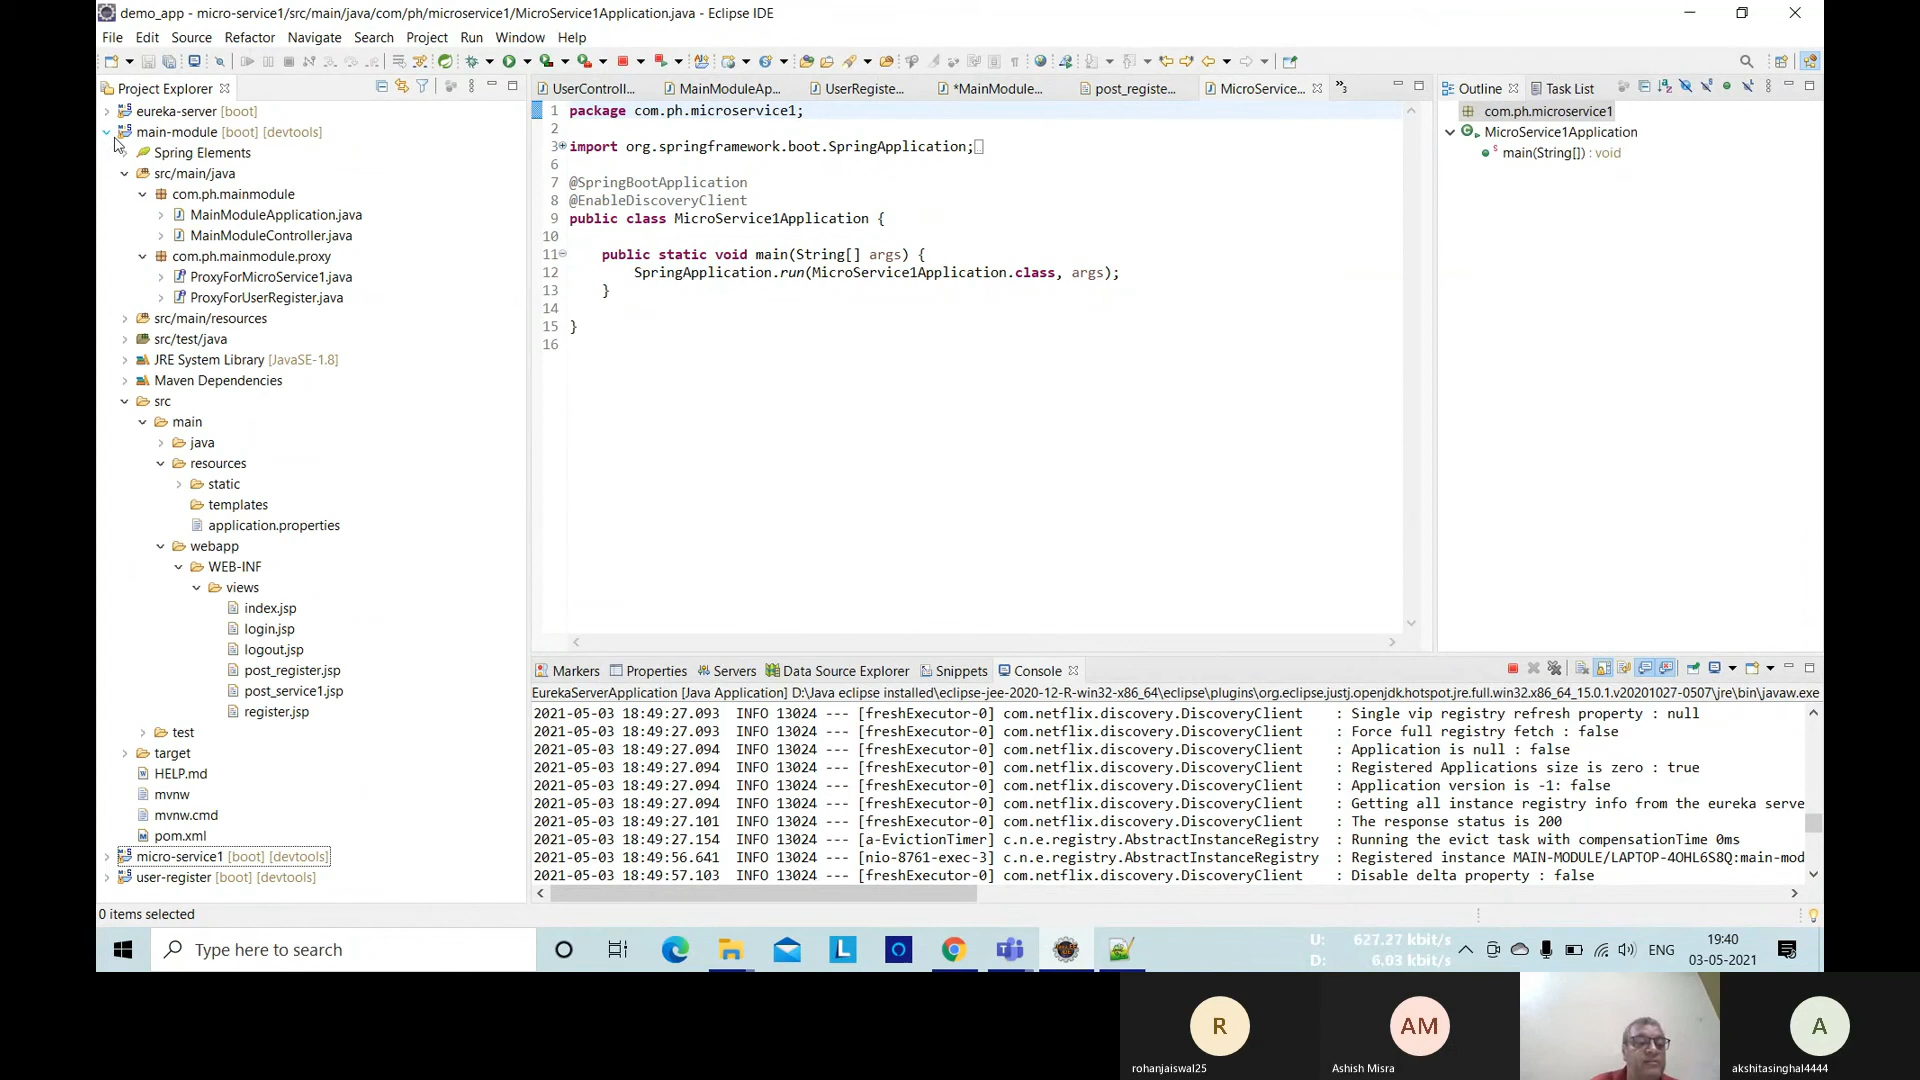 demo_app - micro-service1/src/main/java/com/ph/microservice1/MicroService1Application.java - Eclipse IDE
File Edit Source Refactor Navigate Search Project Run Window Help
Project Explorer
eureka-server [boot]
main-module [boot] [devtools]
Spring Elements
src/main/java
com.ph.mainmodule
MainModuleApplication.java
MainModuleController.java
com.ph.mainmodule.proxy
ProxyForMicroService1.java
ProxyForUserRegister.java
src/main/resources
src/test/java
JRE System Library [JavaSE-1.8]
Maven Dependencies
src
main
java
resources
static
templates
application.properties
webapp
WEB-INF
views
index.jsp
login.jsp
logout.jsp
post_register.jsp
post_service1.jsp
register.jsp
test
target
HELP.md
mvnw
mvnw.cmd
pom.xml
micro-service1 [boot] [devtools]
user-register [boot] [devtools]
0 items selected
UserControll... MainModuleAp... UserRegiste... *MainModule... post_registe... MicroService... »3
1 package com.ph.microservice1;
2
3 import org.springframework.boot.SpringApplication;
6
7 @SpringBootApplication
8 @EnableDiscoveryClient
9 public class MicroService1Application {
10
11 public static void main(String[] args) {
12 SpringApplication.run(MicroService1Application.class, args);
13 }
14
15 }
16
Outline Task List
com.ph.microservice1
MicroService1Application
main(String[]) : void
Markers Properties Servers Data Source Explorer Snippets Console
EurekaServerApplication [Java Application] D:\Java eclipse installed\eclipse-jee-2020-12-R-win32-x86_64\eclipse\plugins\org.eclipse.justj.openjdk.hotspot.jre.full.win32.x86_64_15.0.1.v20201027-0507\jre\bin\javaw.exe
2021-05-03 18:49:27.093 INFO 13024 --- [freshExecutor-0] com.netflix.discovery.DiscoveryClient : Single vip registry refresh property : null
2021-05-03 18:49:27.093 INFO 13024 --- [freshExecutor-0] com.netflix.discovery.DiscoveryClient : Force full registry fetch : false
2021-05-03 18:49:27.094 INFO 13024 --- [freshExecutor-0] com.netflix.discovery.DiscoveryClient : Application is null : false
2021-05-03 18:49:27.094 INFO 13024 --- [freshExecutor-0] com.netflix.discovery.DiscoveryClient : Registered Applications size is zero : true
2021-05-03 18:49:27.094 INFO 13024 --- [freshExecutor-0] com.netflix.discovery.DiscoveryClient : Application version is -1: false
2021-05-03 18:49:27.094 INFO 13024 --- [freshExecutor-0] com.netflix.discovery.DiscoveryClient : Getting all instance registry info from the eureka serve
2021-05-03 18:49:27.101 INFO 13024 --- [freshExecutor-0] com.netflix.discovery.DiscoveryClient : The response status is 200
2021-05-03 18:49:27.154 INFO 13024 --- [a-EvictionTimer] c.n.e.registry.AbstractInstanceRegistry : Running the evict task with compensationTime 0ms
2021-05-03 18:49:56.641 INFO 13024 --- [nio-8761-exec-3] c.n.e.registry.AbstractInstanceRegistry : Registered instance MAIN-MODULE/LAPTOP-4OHL6S8Q:main-mod
2021-05-03 18:49:57.103 INFO 13024 --- [freshExecutor-0] com.netflix.discovery.DiscoveryClient : Disable delta property : false
Type here to search
U: 627.27 kbit/s
D: 6.03 kbit/s
ENG
19:40
03-05-2021
R
rohanjaiswal25
AM
Ashish Misra
A
akshitasinghal4444